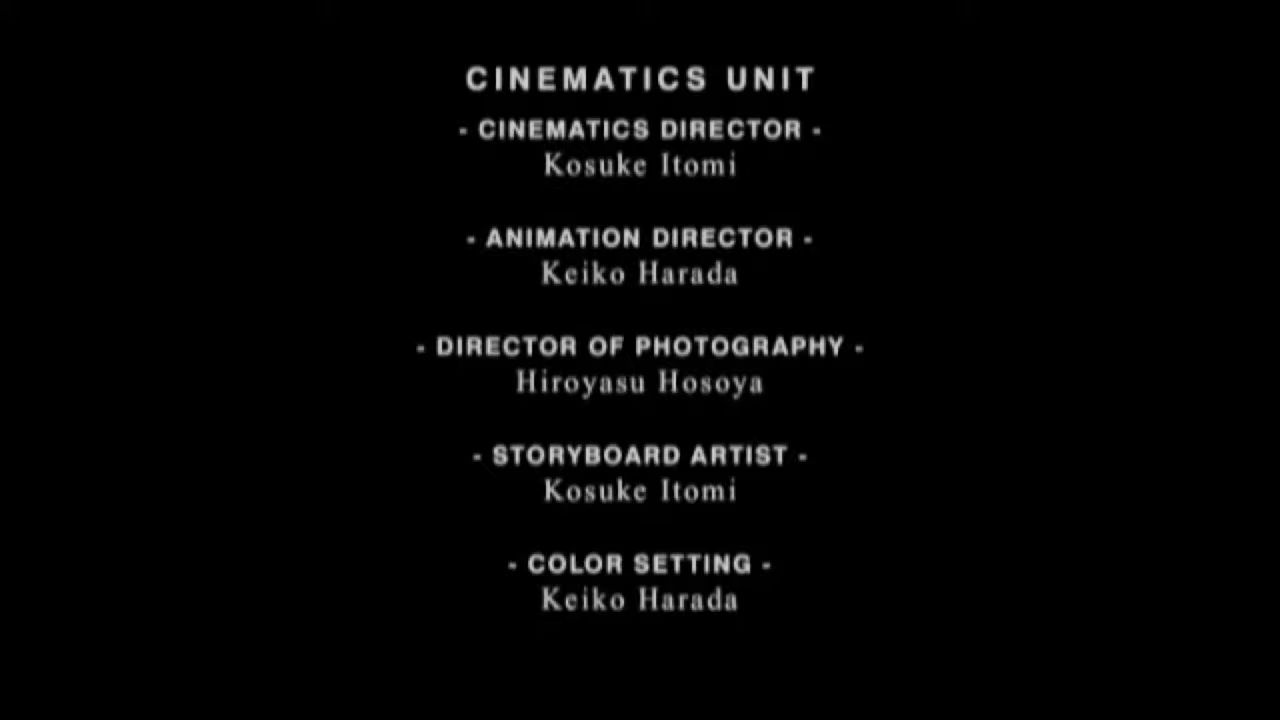 CINEMATICS UNIT
- CINEMATICS DIRECTOR -
Kosuke Itomi
- ANIMATION DIRECTOR -
Keiko Harada
- DIRECTOR OF PHOTOGRAPHY -
Hiroyasu Hosoya
- STORYBOARD ARTIST -
Kosuke Itomi
- COLOR SETTING -
Keiko Harada